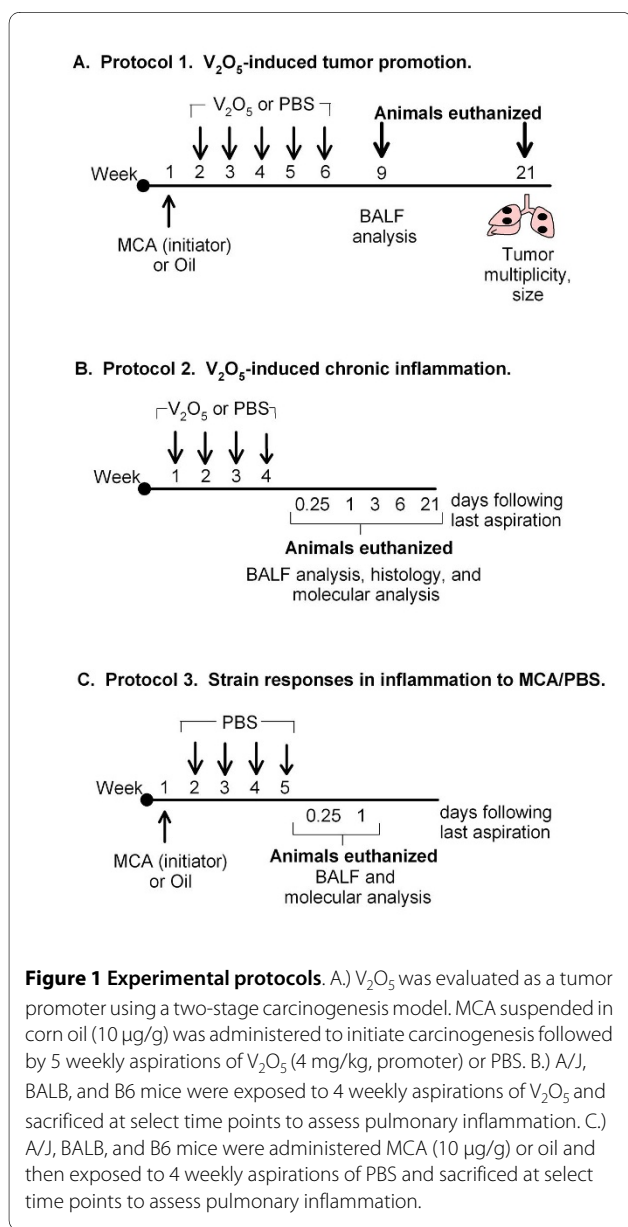 A. Protocol 1. V₂O₅-induced tumor promotion.
V₂O₅ or PBS
Animals euthanized
Week 1 2 3 4 5 6 9 21
MCA (initiator)
or Oil
BALF
analysis
Tumor
multiplicity,
size
B. Protocol 2. V₂O₅-induced chronic inflammation.
V₂O₅ or PBS
Week 1 2 3 4
0.25 1 3 6 21 days following
last aspiration
Animals euthanized
BALF analysis, histology, and
molecular analysis
C. Protocol 3. Strain responses in inflammation to MCA/PBS.
PBS
Week 1 2 3 4 5
0.25 1 days following
last aspiration
MCA (initiator)
or Oil
Animals euthanized
BALF and
molecular analysis
Figure 1 Experimental protocols. A.) V₂O₅ was evaluated as a tumor
promoter using a two-stage carcinogenesis model. MCA suspended in
corn oil (10 μg/g) was administered to initiate carcinogenesis followed
by 5 weekly aspirations of V₂O₅ (4 mg/kg, promoter) or PBS. B.) A/J,
BALB, and B6 mice were exposed to 4 weekly aspirations of V₂O₅ and
sacrificed at select time points to assess pulmonary inflammation. C.)
A/J, BALB, and B6 mice were administered MCA (10 μg/g) or oil and
then exposed to 4 weekly aspirations of PBS and sacrificed at select
time points to assess pulmonary inflammation.